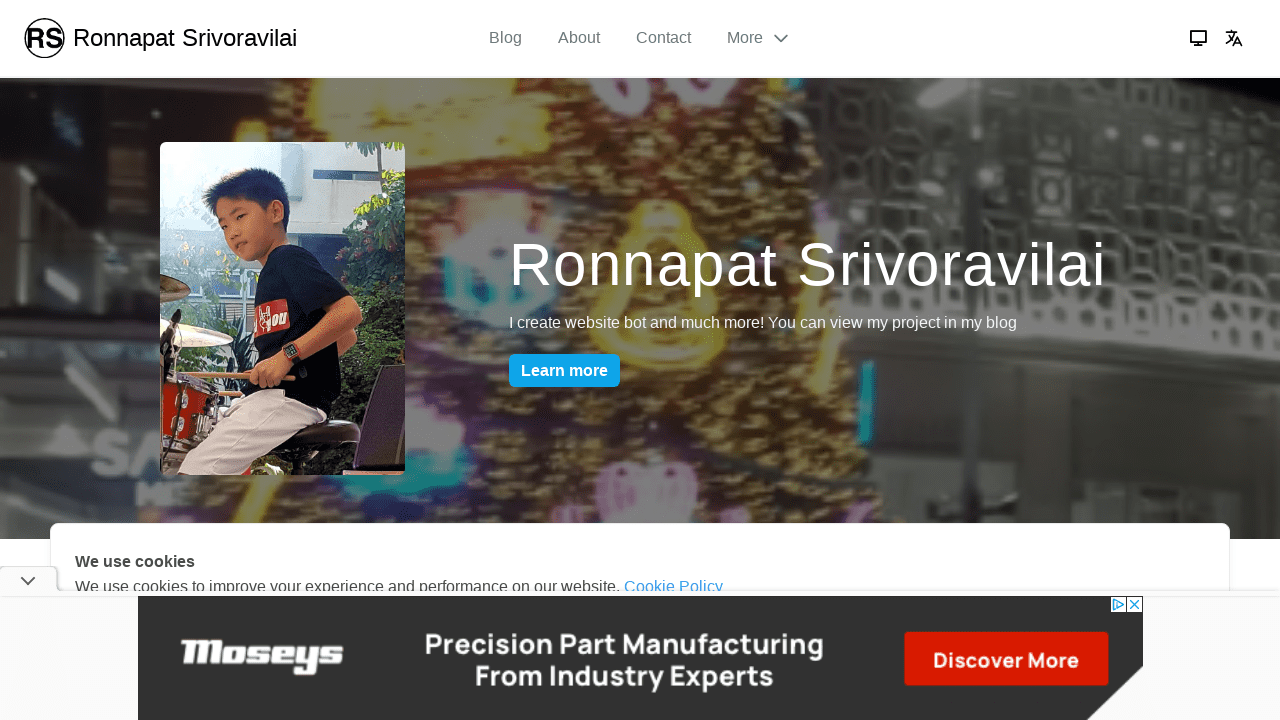 RS Ronnapat Srivoravilai
Blog
About
Contact
More
Ronnapat Srivoravilai
I create website bot and much more! You can view my project in my blog
Learn more
We use cookies
We use cookies to improve your experience and performance on our website. Cookie Policy
Moseys
Precision Part Manufacturing
From Industry Experts
Discover More